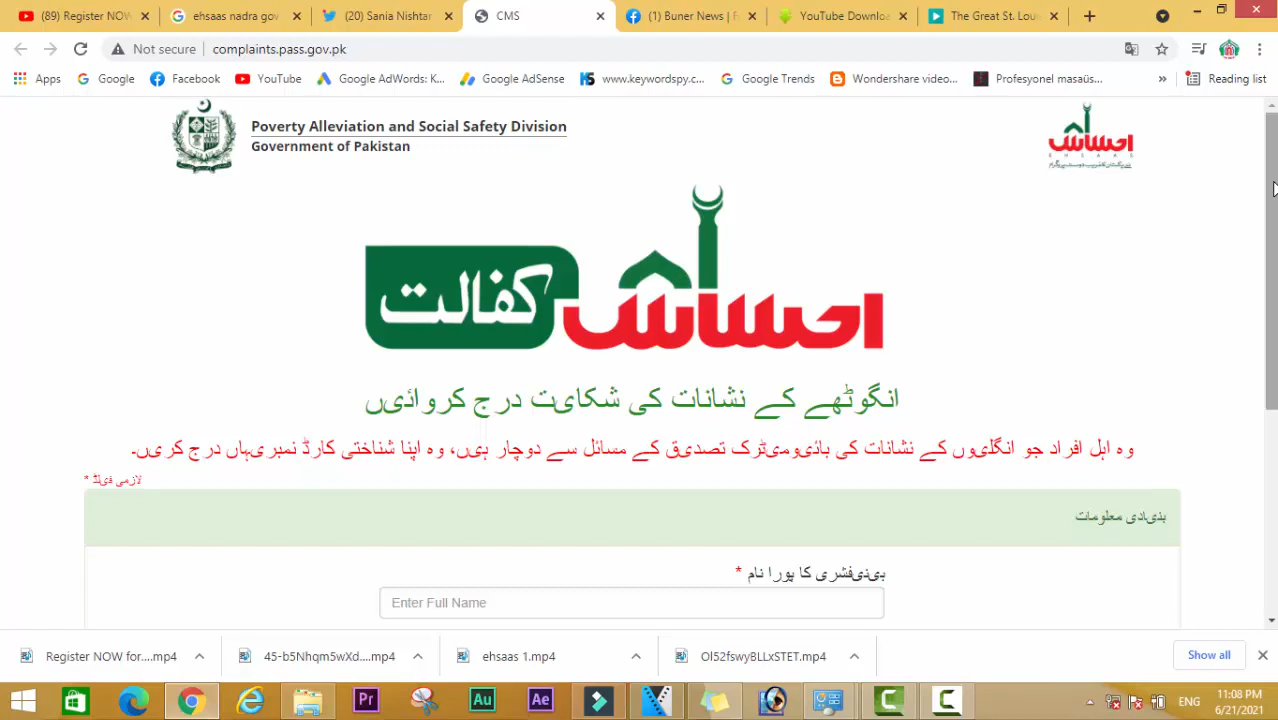 (89) Register NOW
ehsaas nadra gov
(20) Sania Nishtar
CMS
(1) Buner News | F
YouTube Downloa
The Great St. Lou
Not secure | complaints.pass.gov.pk
Apps Google Facebook YouTube Google AdWords: K... Google AdSense www.keywordspy.c... Google Trends Wondershare video... Profesyonel masaüs... » Reading list
Poverty Alleviation and Social Safety Division
Government of Pakistan
احساس
EHSAAS
احساس کفالت
انگوٹھے کے نشانات کی شکایت درج کروائیں
وہ اہل افراد جو انگلیوں کے نشانات کی بائیومیٹرک تصدیق کے مسائل سے دوچار ہیں، وہ اپنا شناختی کارڈ نمبریہاں درج کریں۔
لازمی فیلڈ *
بنیادی معلومات
بینیفشری کا پورا نام *
Enter Full Name
Register NOW for....mp4
45-b5Nhqm5wXd....mp4
ehsaas 1.mp4
Ol52fswyBLLxSTET.mp4
Show all
Pr Au Ae
ENG
11:08 PM
6/21/2021